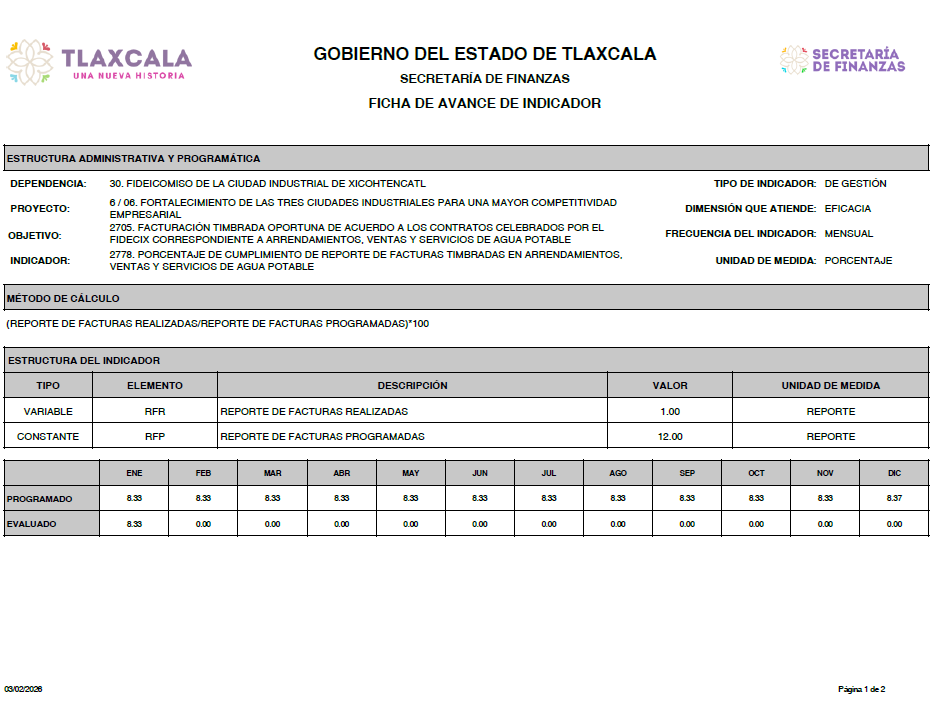 TLAXCALA
UNA NUEVA HISTORIA
GOBIERNO DEL ESTADO DE TLAXCALA
SECRETARÍA DE FINANZAS
FICHA DE AVANCE DE INDICADOR
SECRETARÍA
DE FINANZAS
ESTRUCTURA ADMINISTRATIVA Y PROGRAMÁTICA
DEPENDENCIA: 30. FIDEICOMISO DE LA CIUDAD INDUSTRIAL DE XICOHTENCATL TIPO DE INDICADOR: DE GESTIÓN
PROYECTO: 6 / 06. FORTALECIMIENTO DE LAS TRES CIUDADES INDUSTRIALES PARA UNA MAYOR COMPETITIVIDAD
EMPRESARIAL
DIMENSIÓN QUE ATIENDE: EFICACIA
OBJETIVO: 2705. FACTURACIÓN TIMBRADA OPORTUNA DE ACUERDO A LOS CONTRATOS CELEBRADOS POR EL
FIDECIX CORRESPONDIENTE A ARRENDAMIENTOS, VENTAS Y SERVICIOS DE AGUA POTABLE
FRECUENCIA DEL INDICADOR: MENSUAL
INDICADOR: 2778. PORCENTAJE DE CUMPLIMIENTO DE REPORTE DE FACTURAS TIMBRADAS EN ARRENDAMIENTOS,
VENTAS Y SERVICIOS DE AGUA POTABLE
UNIDAD DE MEDIDA: PORCENTAJE
MÉTODO DE CÁLCULO
(REPORTE DE FACTURAS REALIZADAS/REPORTE DE FACTURAS PROGRAMADAS)*100
ESTRUCTURA DEL INDICADOR
TIPO ELEMENTO DESCRIPCIÓN VALOR UNIDAD DE MEDIDA
VARIABLE RFR REPORTE DE FACTURAS REALIZADAS 1.00 REPORTE
CONSTANTE RFP REPORTE DE FACTURAS PROGRAMADAS 12.00 REPORTE
ENE FEB MAR ABR MAY JUN JUL AGO SEP OCT NOV DIC
PROGRAMADO 8.33 8.33 8.33 8.33 8.33 8.33 8.33 8.33 8.33 8.33 8.33 8.37
EVALUADO 8.33 0.00 0.00 0.00 0.00 0.00 0.00 0.00 0.00 0.00 0.00 0.00
03/02/2026 Página 1 de 2